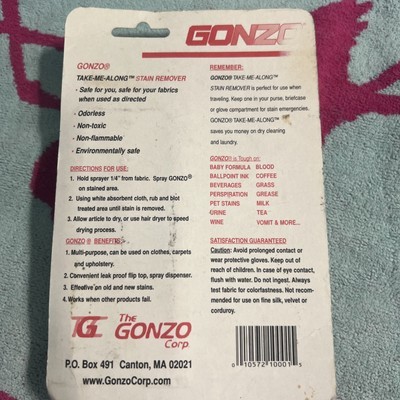 GONZO
GONZO®
TAKE-ME-ALONG™ STAIN REMOVER
· Safe for you, safe for your fabrics
when used as directed
· Odorless
· Non-toxic
· Non-flammable
· Environmentally safe
DIRECTIONS FOR USE:
1. Hold sprayer 1/4" from fabric. Spray GONZO®
on stained area.
2. Using white absorbent cloth, rub and blot
treated area until stain is removed.
3. Allow article to dry, or use hair dryer to speed
drying process.
GONZO® BENEFITS
1. Multi-purpose, can be used on clothes, carpets
and upholstery.
2. Convenient leak proof flip top, spray dispenser.
3. Effective on old and new stains.
4. Works when other products fail.
TG The
GONZO
Corp.
P.O. Box 491 Canton, MA 02021
www.GonzoCorp.com
REMEMBER:
GONZO® TAKE-ME-ALONG™
STAIN REMOVER is perfect for use when
traveling. Keep one in your purse, briefcase
or glove compartment for stain emergencies.
GONZO® TAKE-ME-ALONG™
saves you money on dry cleaning
and laundry.
GONZO® is Tough on:
BABY FORMULA BLOOD
BALLPOINT INK COFFEE
BEVERAGES GRASS
PERSPIRATION GREASE
PET STAINS MILK
URINE TEA
WINE VOMIT & MORE...
SATISFACTION GUARANTEED
Caution: Avoid prolonged contact or
wear protective gloves. Keep out of
reach of children. In case of eye contact,
flush with water. Do not ingest. Always
test fabric for colorfastness. Not recom-
mended for use on fine silk, velvet or
corduroy.
0 10572 10001 3